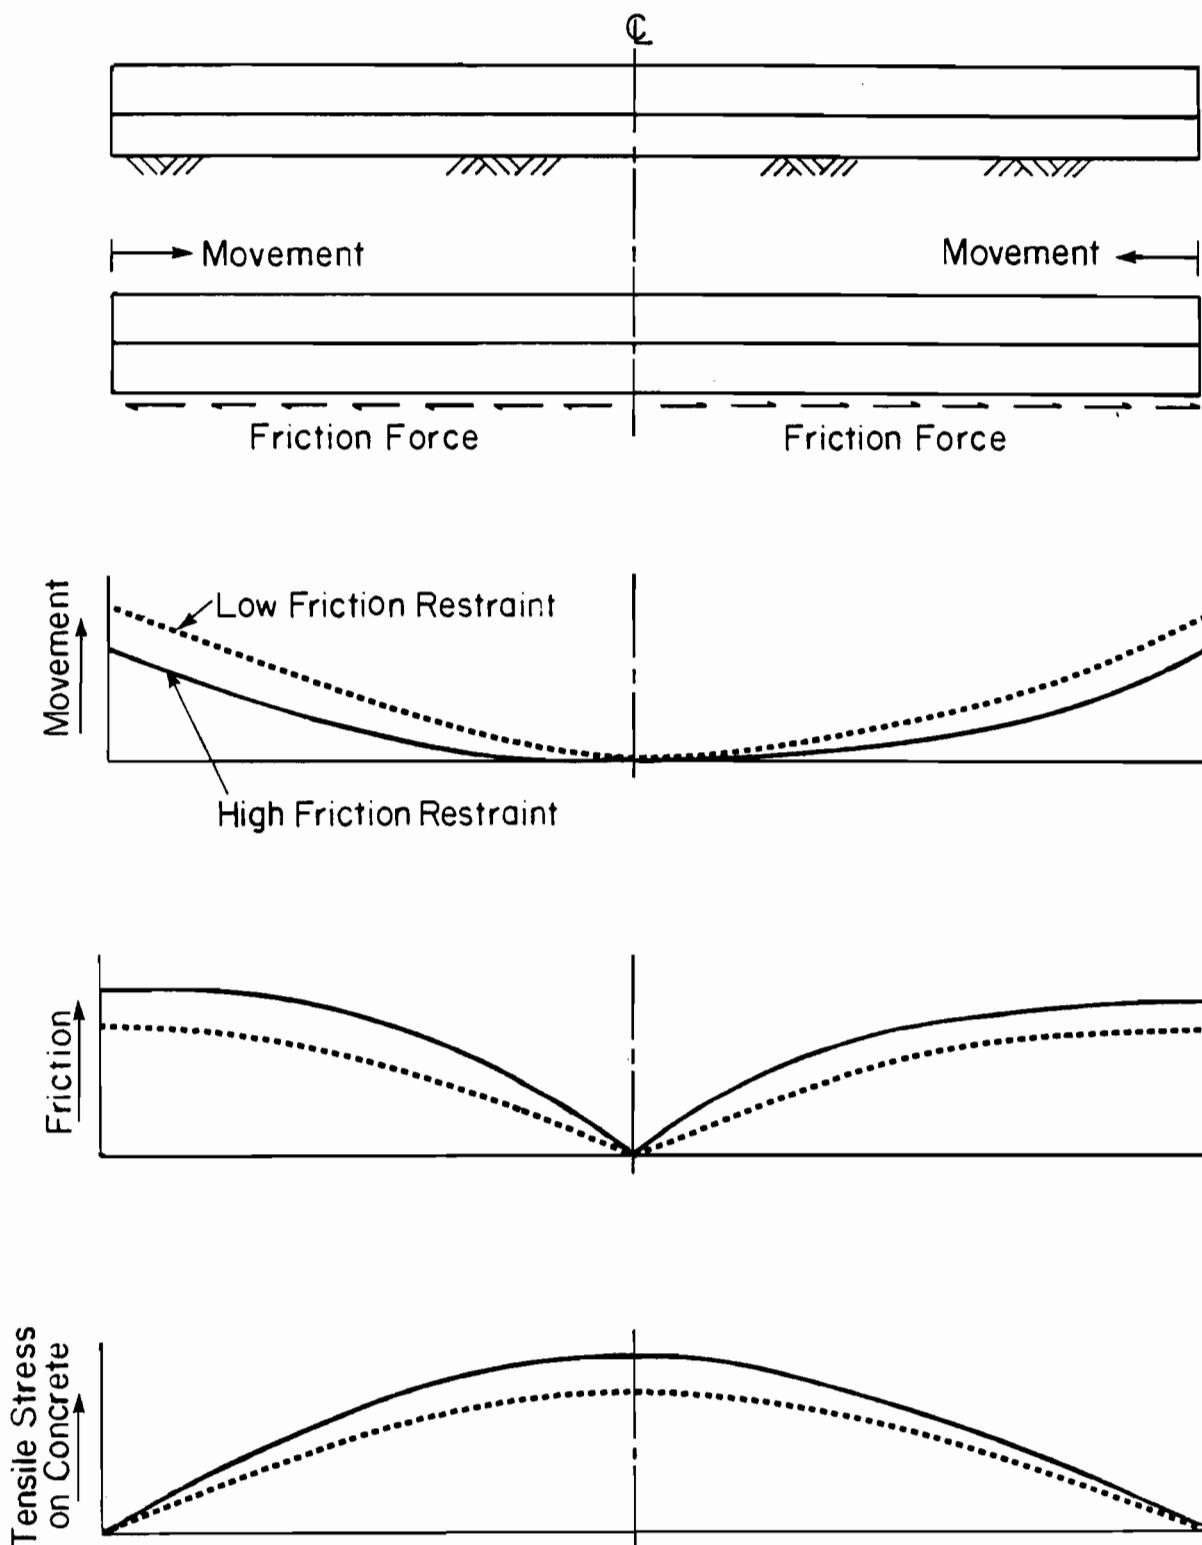 ℄
Movement
Movement
Friction Force
Friction Force
Movement
Low Friction Restraint
High Friction Restraint
Friction
Tensile Stress
on Concrete